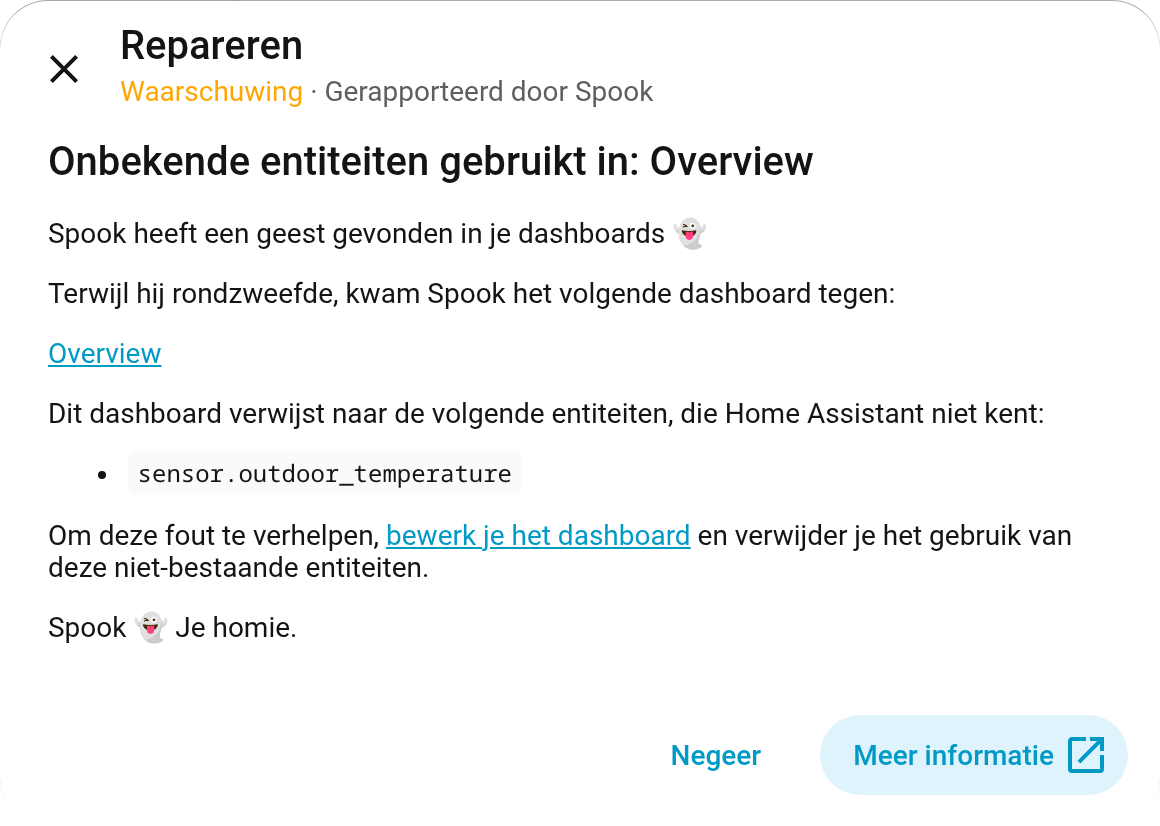 Repareren
Waarschuwing · Gerapporteerd door Spook
Onbekende entiteiten gebruikt in: Overview
Spook heeft een geest gevonden in je dashboards 👻
Terwijl hij rondzweefde, kwam Spook het volgende dashboard tegen:
Overview
Dit dashboard verwijst naar de volgende entiteiten, die Home Assistant niet kent:
• sensor.outdoor_temperature
Om deze fout te verhelpen, bewerk je het dashboard en verwijder je het gebruik van
deze niet-bestaande entiteiten.
Spook 👻 Je homie.
Negeer
Meer informatie